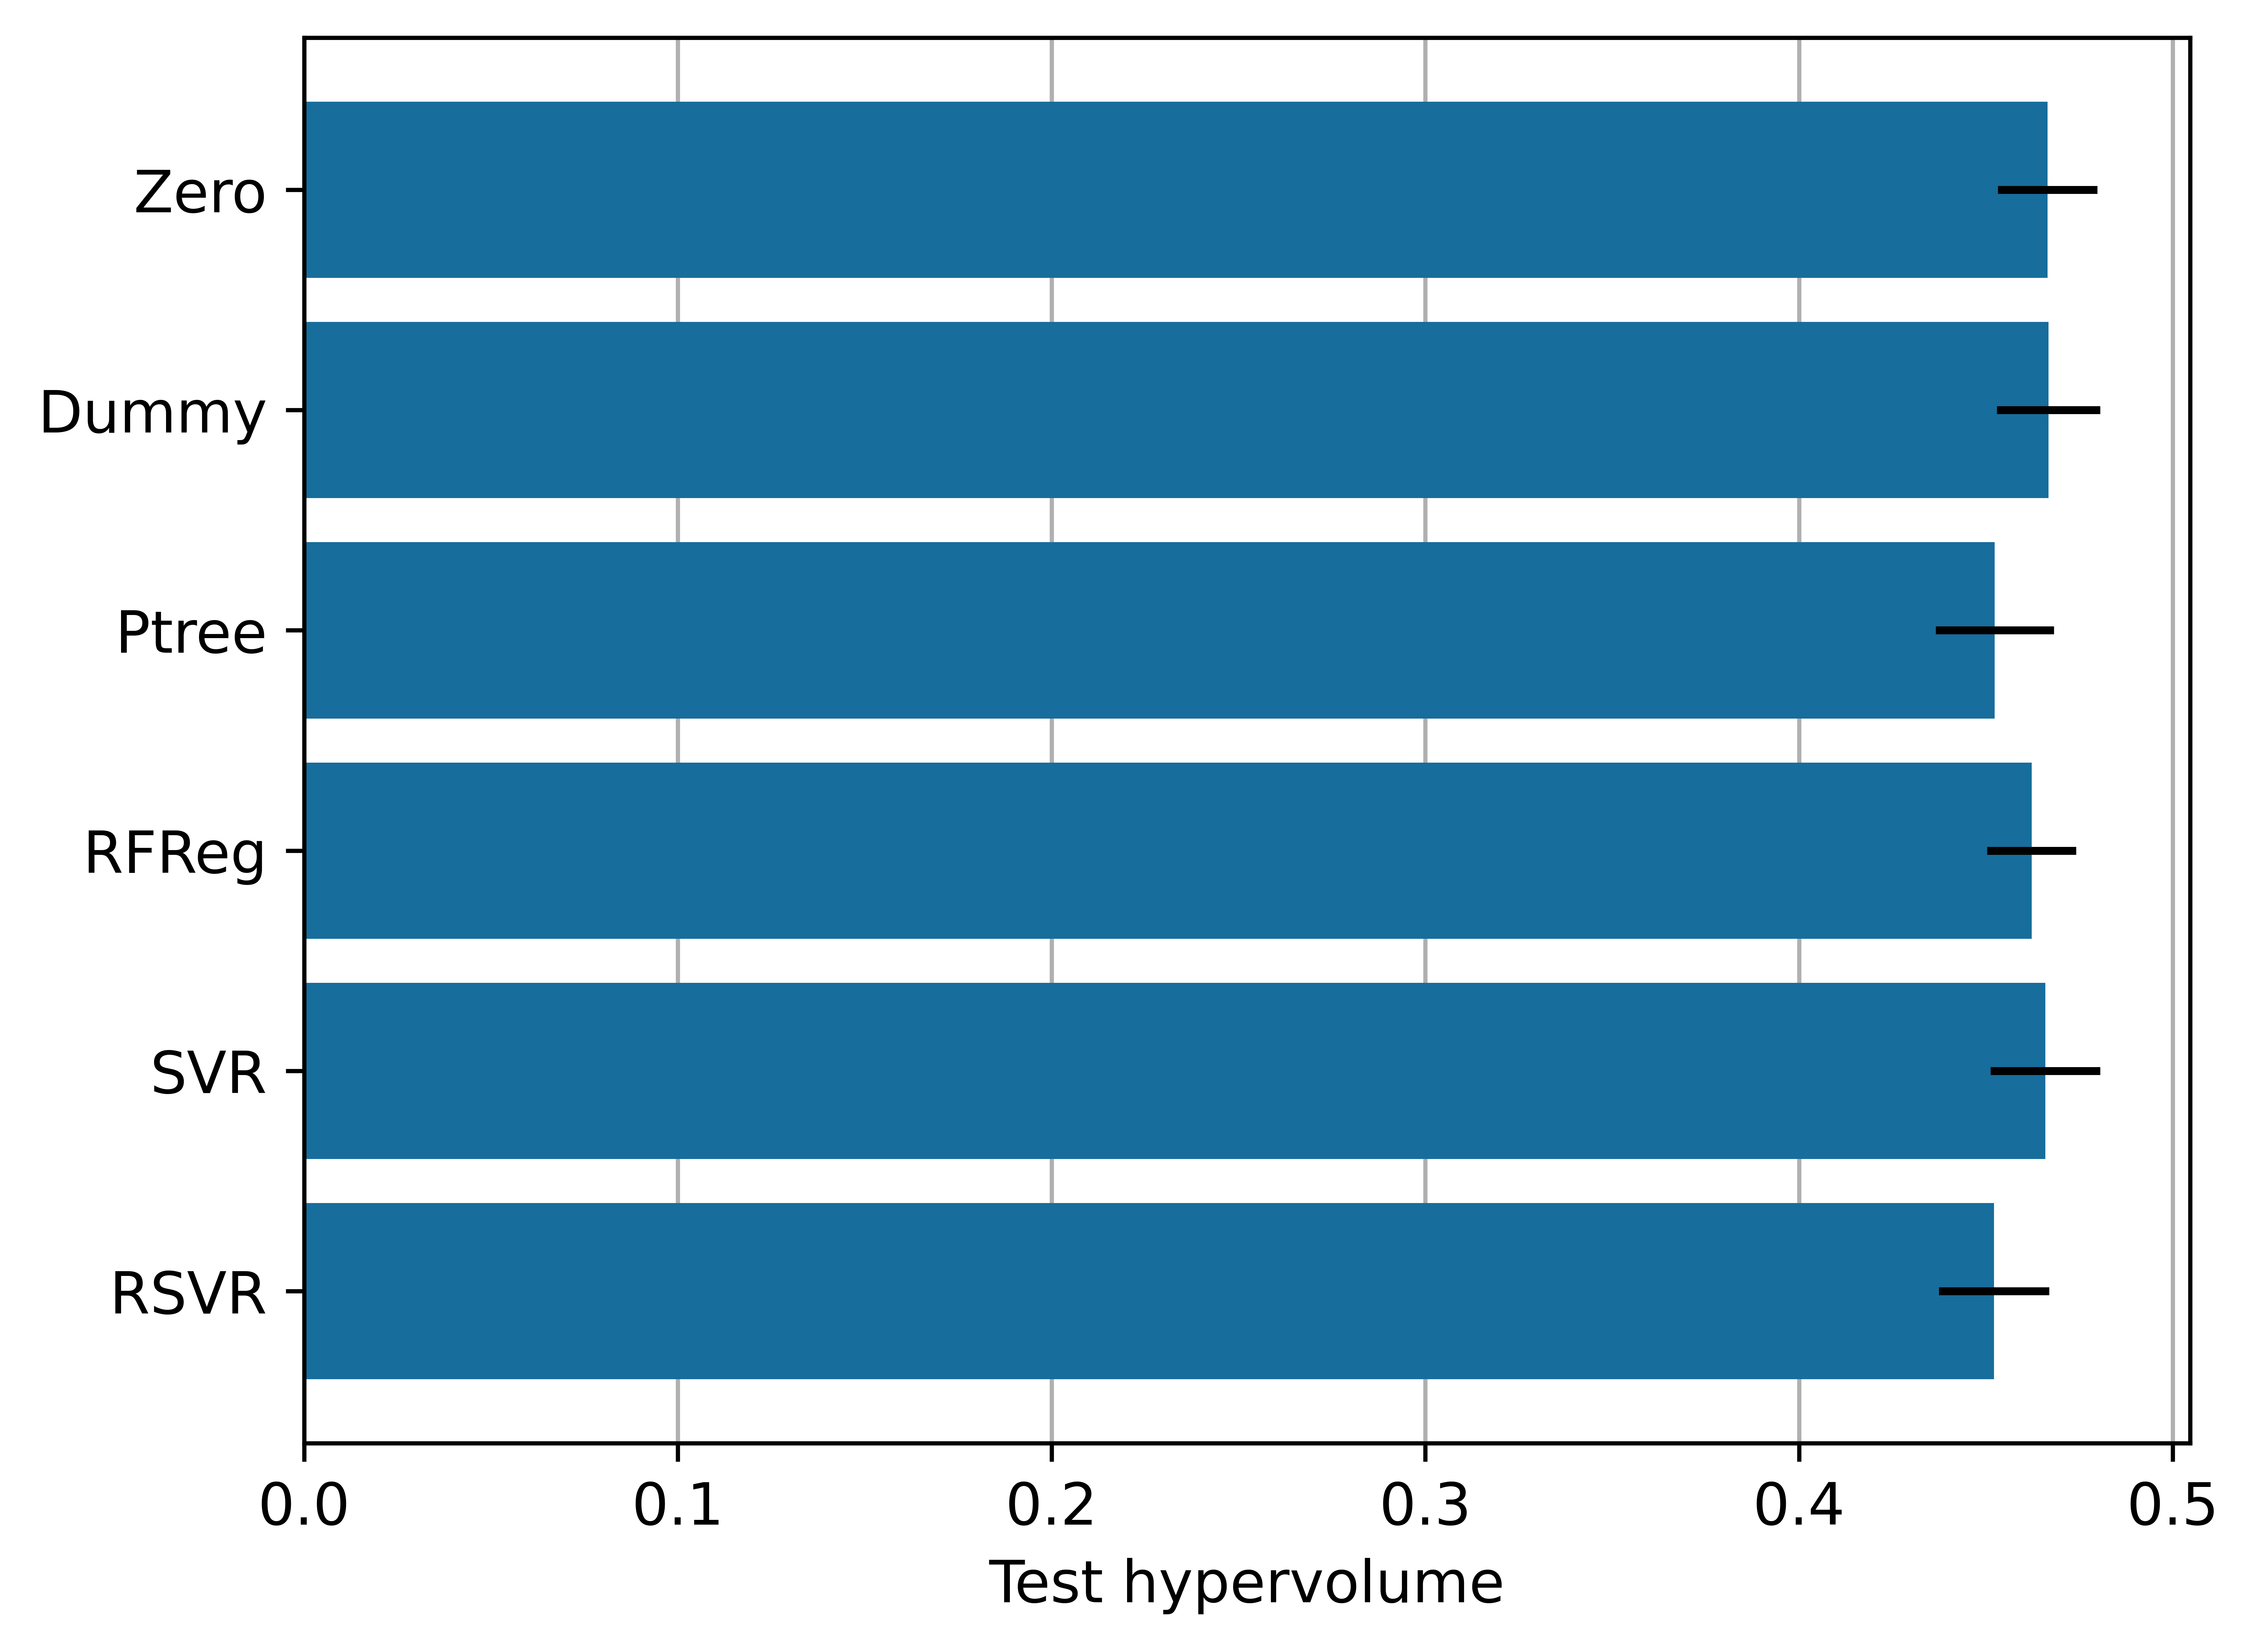 Zero
Dummy
Ptree
RFReg
SVR
RSVR
0.0 0.1 0.2 0.3 0.4 0.5
Test hypervolume